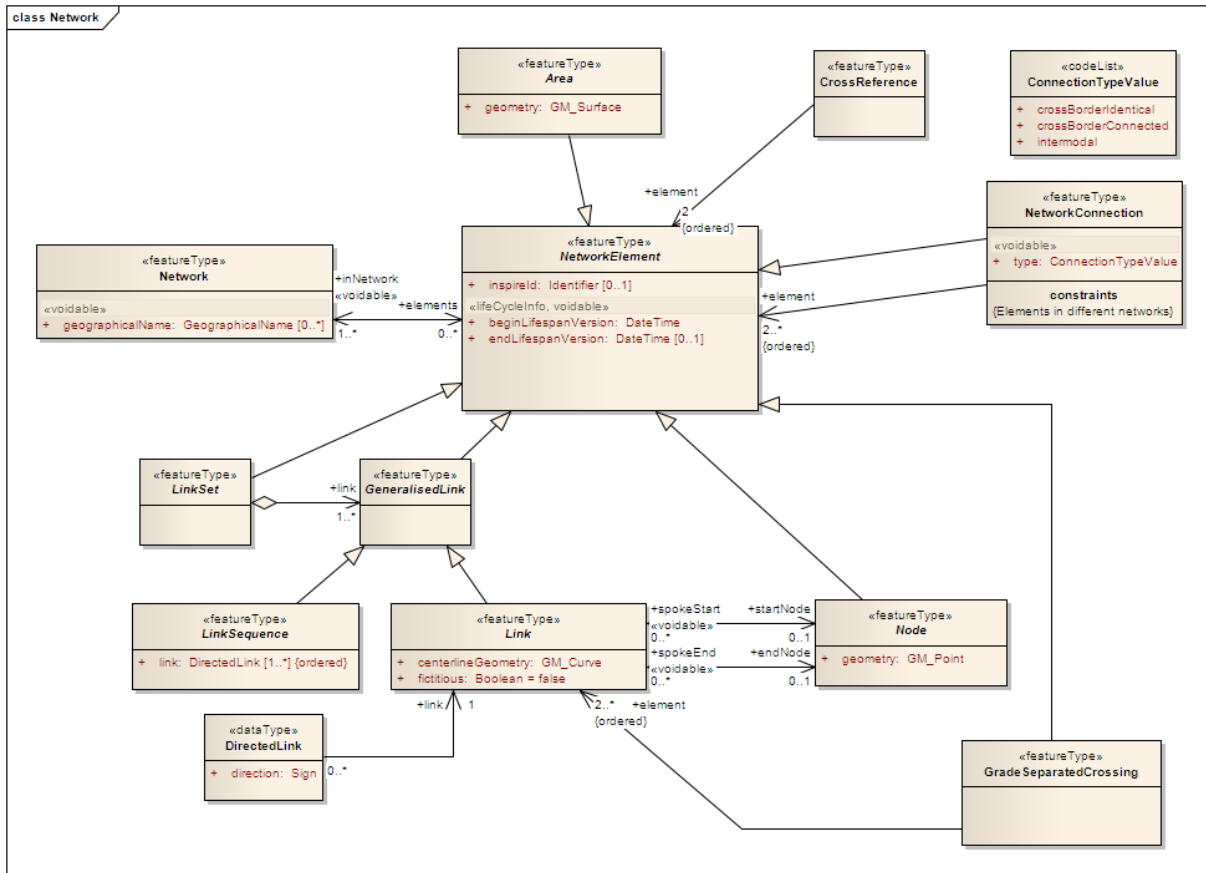 class Network
«featureType»
Area
+ geometry: GM_Surface
«featureType»
CrossReference
«codeList»
ConnectionTypeValue
+ crossBorderIdentical
+ crossBorderConnected
+ intermodal
+element
2
{ordered}
«featureType»
NetworkConnection
«voidable»
+ type: ConnectionTypeValue
constraints
{Elements in different networks}
«featureType»
Network
«voidable»
+ geographicalName: GeographicalName [0..*]
+inNetwork
«voidable»
1..*
+elements
0..*
«featureType»
NetworkElement
+ inspireId: Identifier [0..1]
«lifeCycleInfo, voidable»
+ beginLifespanVersion: DateTime
+ endLifespanVersion: DateTime [0..1]
+element
2..*
{ordered}
«featureType»
LinkSet
+link
1..*
«featureType»
GeneralisedLink
«featureType»
LinkSequence
+ link: DirectedLink [1..*] {ordered}
«featureType»
Link
+ centerlineGeometry: GM_Curve
+ fictitious: Boolean = false
+spokeStart
«voidable»
0..*
+startNode
0..1
+spokeEnd
«voidable»
0..*
+endNode
0..1
«featureType»
Node
+ geometry: GM_Point
+link
1
2..*
+element
{ordered}
«dataType»
DirectedLink
+ direction: Sign
0..*
«featureType»
GradeSeparatedCrossing